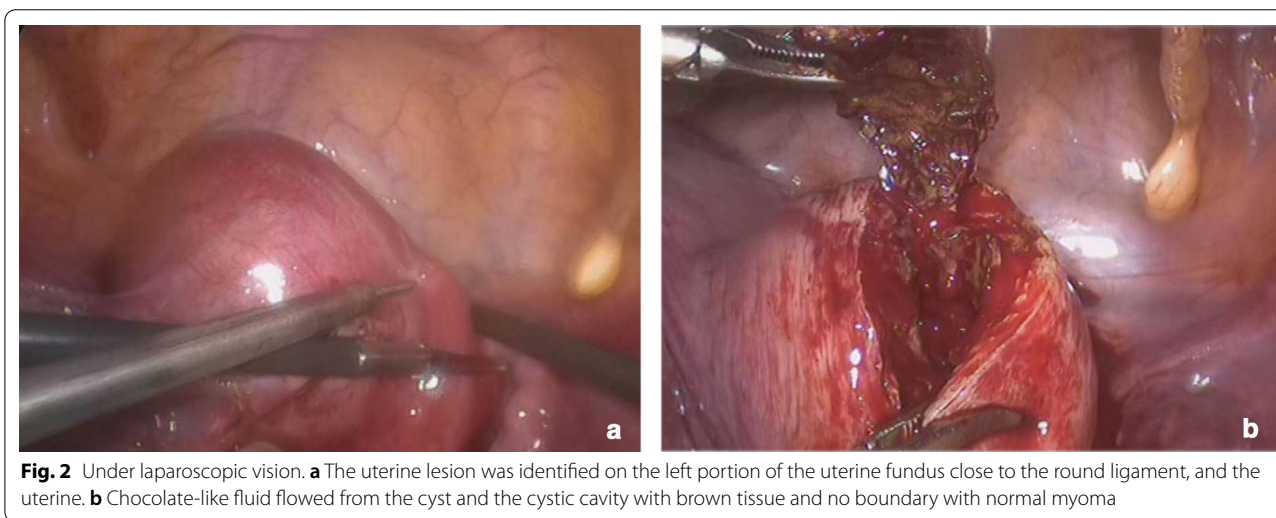 a
b
Fig. 2 Under laparoscopic vision. a The uterine lesion was identified on the left portion of the uterine fundus close to the round ligament, and the
uterine. b Chocolate-like fluid flowed from the cyst and the cystic cavity with brown tissue and no boundary with normal myoma